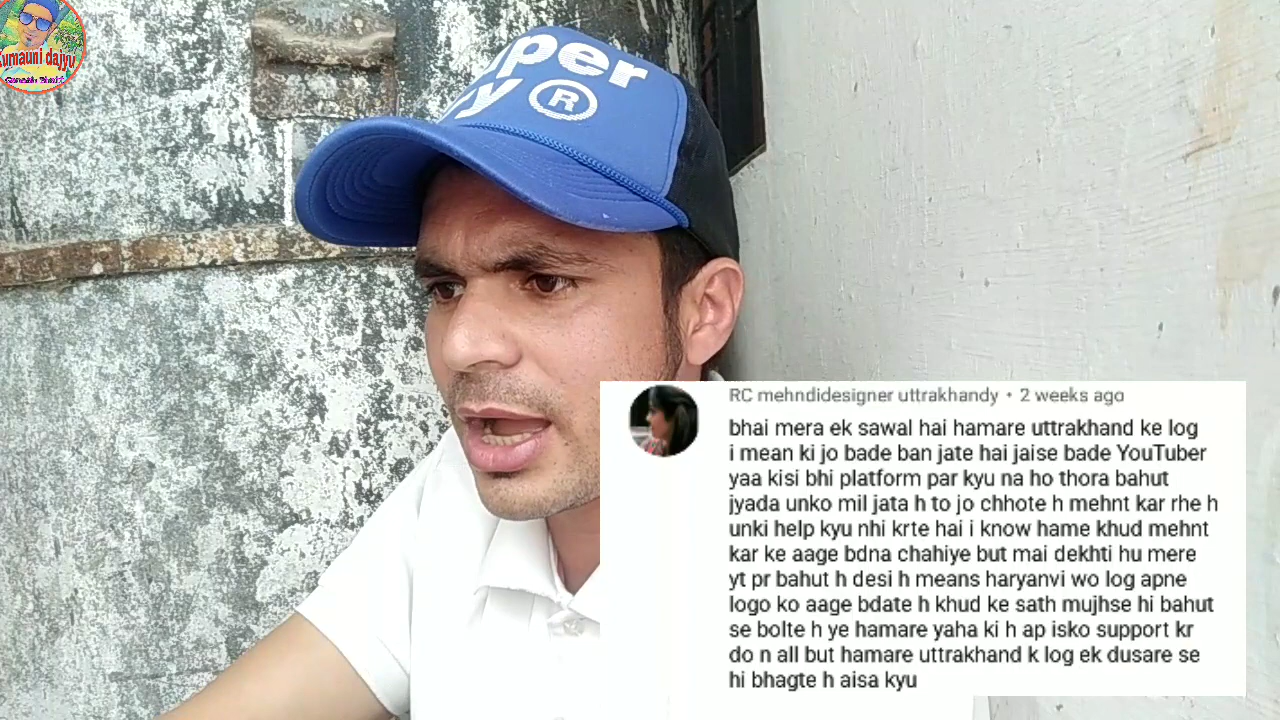 kumauni dajyu
uper
ry ®
RC mehndidesigner uttrakhandy • 2 weeks ago
bhai mera ek sawal hai hamare uttrakhand ke log
i mean ki jo bade ban jate hai jaise bade YouTuber
yaa kisi bhi platform par kyu na ho thora bahut
jyada unko mil jata h to jo chhote h mehnt kar rhe h
unki help kyu nhi krte hai i know hame khud mehnt
kar ke aage bdna chahiye but mai dekhti hu mere
yt pr bahut h desi h means haryanvi wo log apne
logo ko aage bdate h khud ke sath mujhse hi bahut
se bolte h ye hamare yaha ki h ap isko support kr
do n all but hamare uttrakhand k log ek dusare se
hi bhagte h aisa kyu